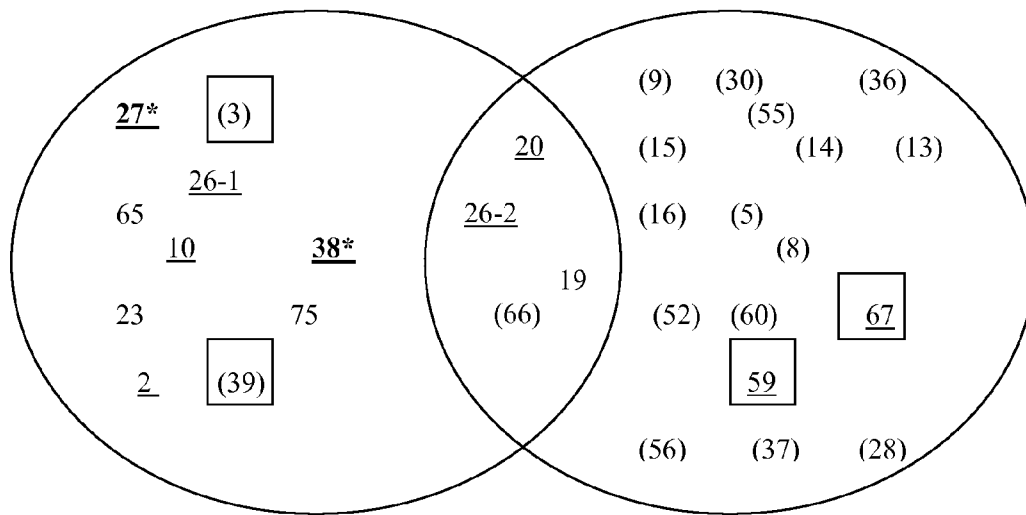 27* (3) (9) (30) (36)
(55)
20 (15) (14) (13)
26-1
65 26-2 (16) (5)
10 38* (8)
19
23 75 (66) (52) (60) 67
2 (39) 59
(56) (37) (28)